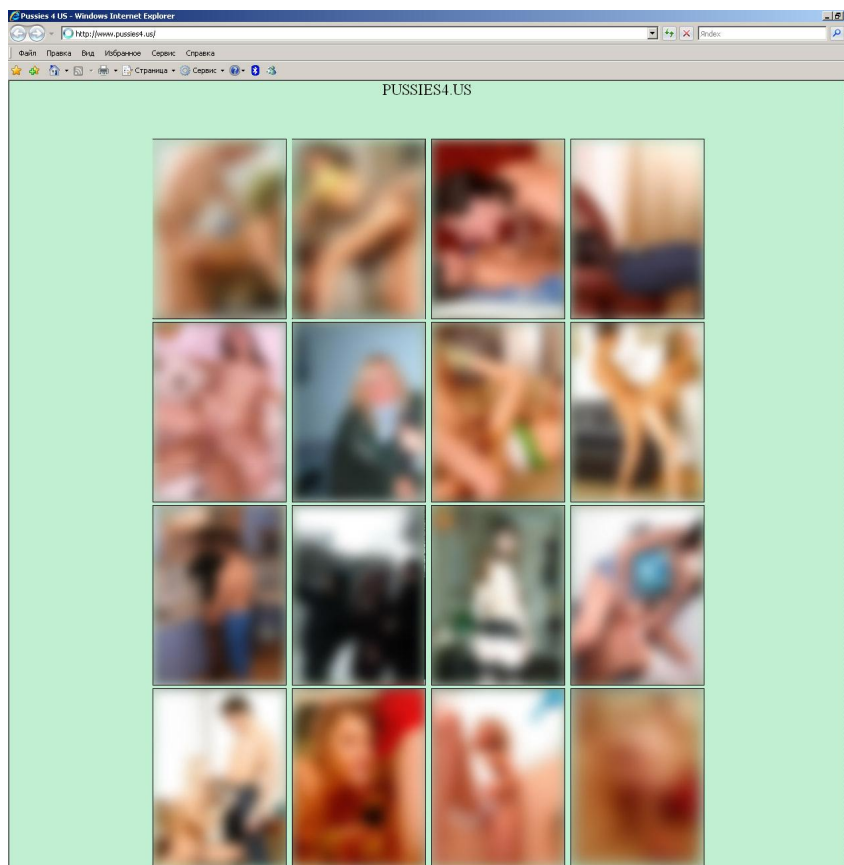 Pussies 4 US - Windows Internet Explorer
http://www.pussies4.us/
Яndex
Файл Правка Вид Избранное Сервис Справка
Страница Сервис
PUSSIES4.US